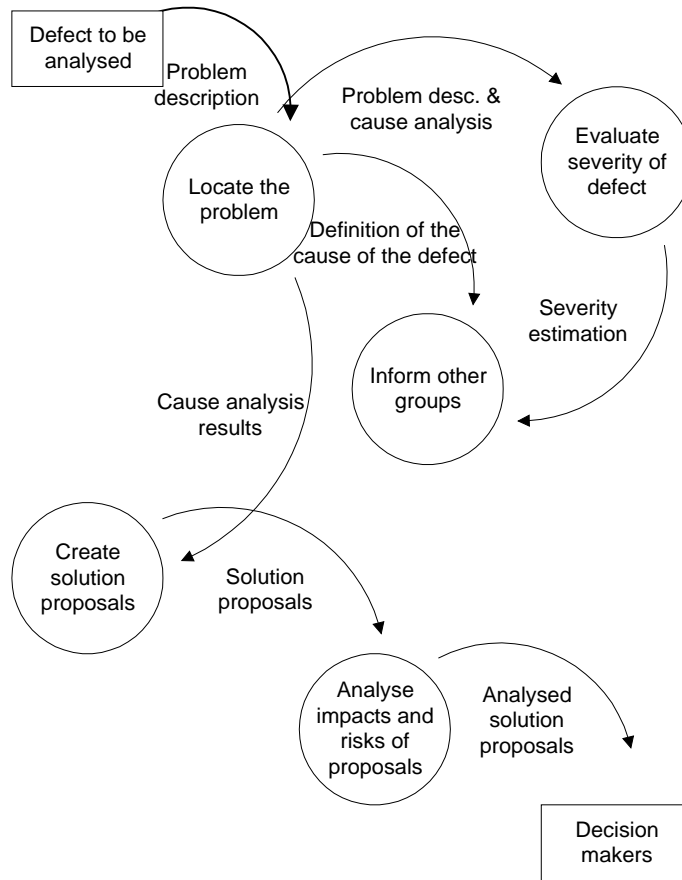 Defect to be
analysed
Problem
description
Problem desc. &
cause analysis
Evaluate
severity of
defect
Locate the
problem
Definition of the
cause of the defect
Severity
estimation
Inform other
groups
Cause analysis
results
Create
solution
proposals
Solution
proposals
Analyse
impacts and
risks of
proposals
Analysed
solution
proposals
Decision
makers